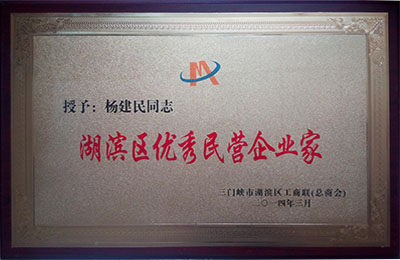 授予：杨建民同志
湖滨区优秀民营企业家
三门峡市湖滨区工商联(总商会)
二〇一四年三月